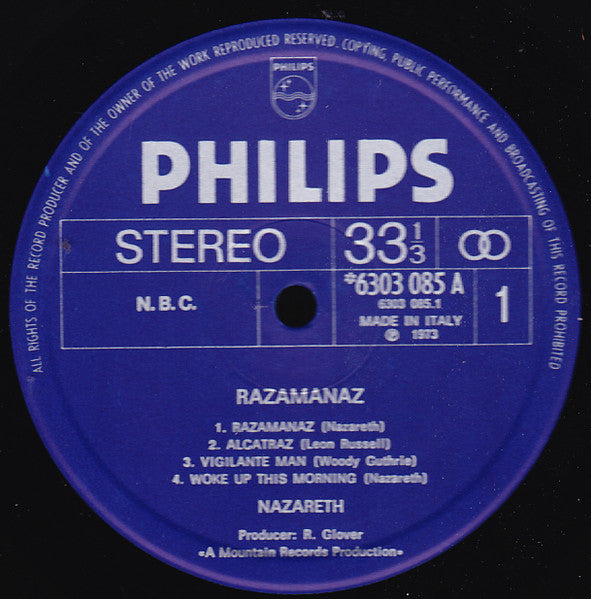 ALL RIGHTS OF THE RECORD PRODUCER AND OF THE OWNER OF THE WORK REPRODUCED RESERVED. COPYING, PUBLIC PERFORMANCE AND BROADCASTING OF THIS RECORD PROHIBITED
PHILIPS
PHILIPS
STEREO
33 1/3
N.B.C.
*6303 085 A
6303 085.1
MADE IN ITALY
℗ 1973
1
RAZAMANAZ
1. RAZAMANAZ (Nazareth)
2. ALCATRAZ (Leon Russell)
3. VIGILANTE MAN (Woody Guthrie)
4. WOKE UP THIS MORNING (Nazareth)
NAZARETH
Producer: R. Glover
«A Mountain Records Production»